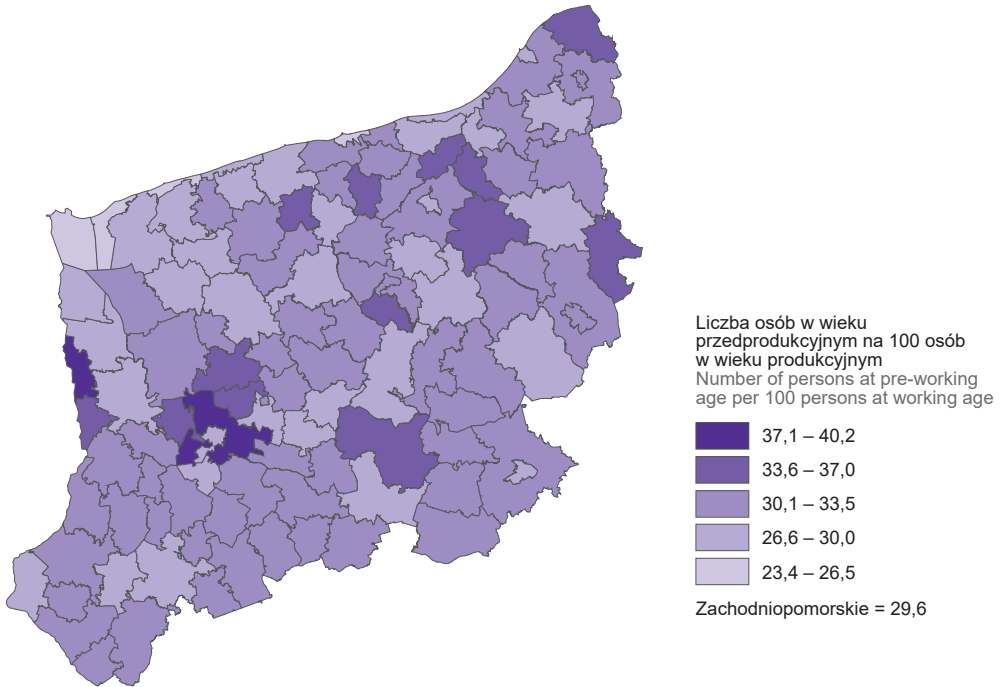 Liczba osób w wieku
przedprodukcyjnym na 100 osób
w wieku produkcyjnym
Number of persons at pre-working
age per 100 persons at working age
37,1 – 40,2
33,6 – 37,0
30,1 – 33,5
26,6 – 30,0
23,4 – 26,5
Zachodniopomorskie = 29,6